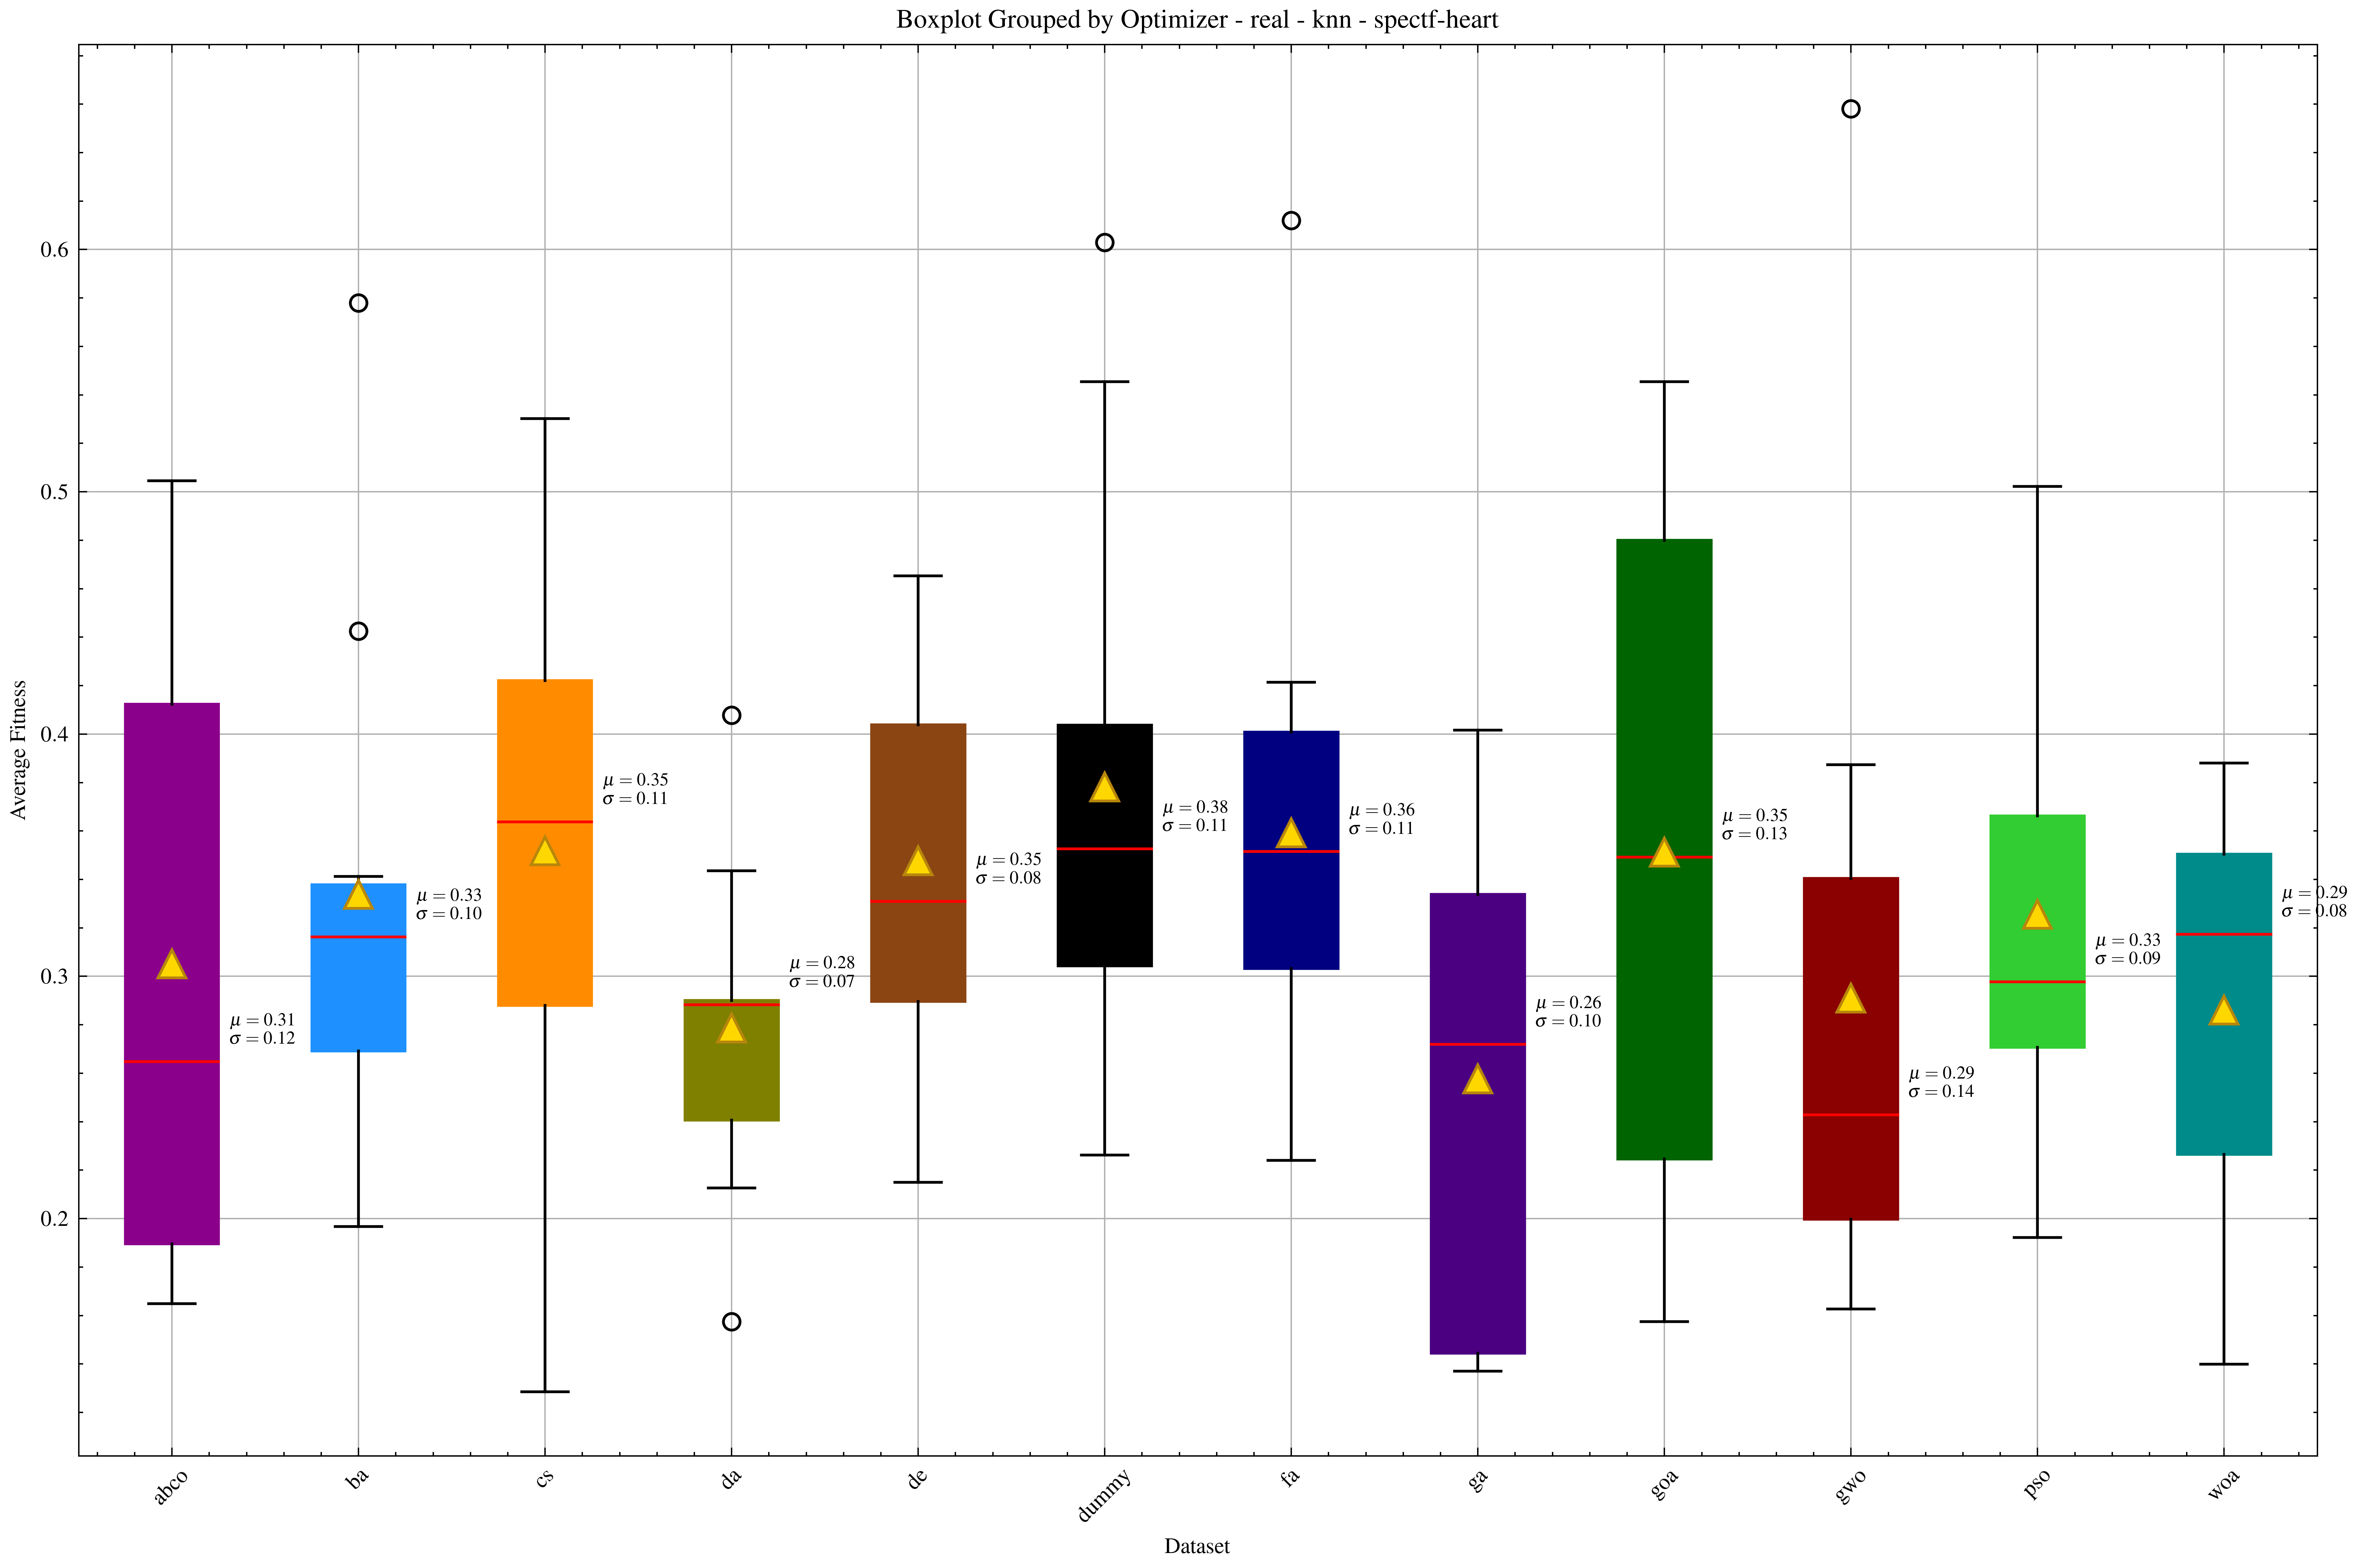 Boxplot Grouped by Optimizer - real - knn - spectf-heart
Average Fitness
0.6
0.5
0.4
0.3
0.2
μ = 0.31
σ = 0.12
μ = 0.33
σ = 0.10
μ = 0.35
σ = 0.11
μ = 0.28
σ = 0.07
μ = 0.35
σ = 0.08
μ = 0.38
σ = 0.11
μ = 0.36
σ = 0.11
μ = 0.26
σ = 0.10
μ = 0.35
σ = 0.13
μ = 0.29
σ = 0.14
μ = 0.33
σ = 0.09
μ = 0.29
σ = 0.08
abco
ba
cs
da
de
dummy
fa
ga
goa
gwo
pso
woa
Dataset